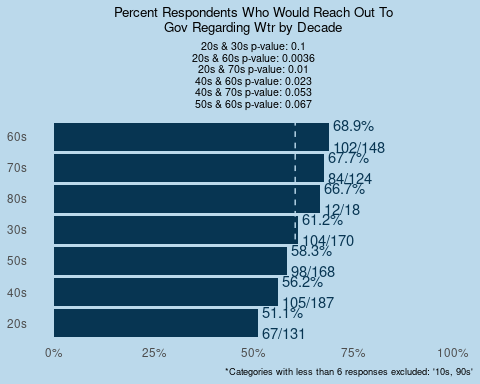 Percent Respondents Who Would Reach Out To
Gov Regarding Wtr by Decade
20s & 30s p-value: 0.1
20s & 60s p-value: 0.0036
20s & 70s p-value: 0.01
40s & 60s p-value: 0.023
40s & 70s p-value: 0.053
50s & 60s p-value: 0.067
60s
68.9%
102/148
70s
67.7%
84/124
80s
66.7%
12/18
30s
61.2%
104/170
50s
58.3%
98/168
40s
56.2%
105/187
20s
51.1%
67/131
0% 25% 50% 75% 100%
*Categories with less than 6 responses excluded: '10s, 90s'